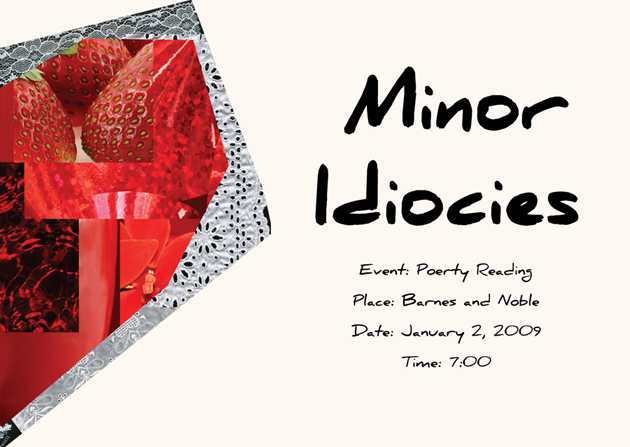 Minor
Idiocies
Event: Poerty Reading
Place: Barnes and Noble
Date: January 2, 2009
Time: 7:00